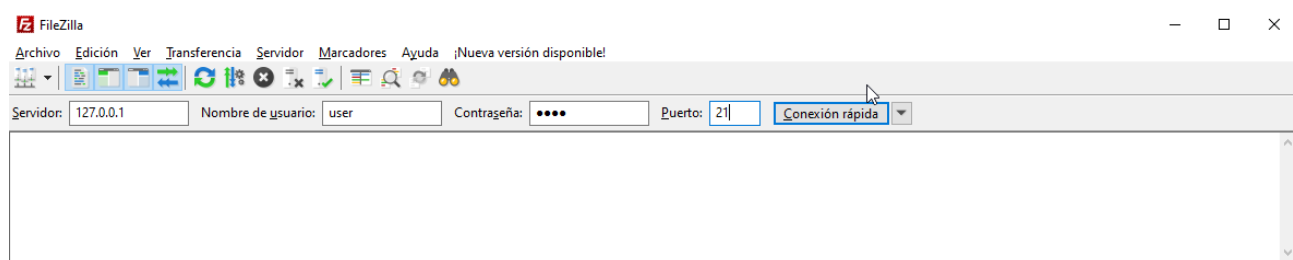 FileZilla
Archivo Edición Ver Transferencia Servidor Marcadores Ayuda ¡Nueva versión disponible!
Servidor: 127.0.0.1 Nombre de usuario: user Contraseña: ●●●● Puerto: 21 Conexión rápida